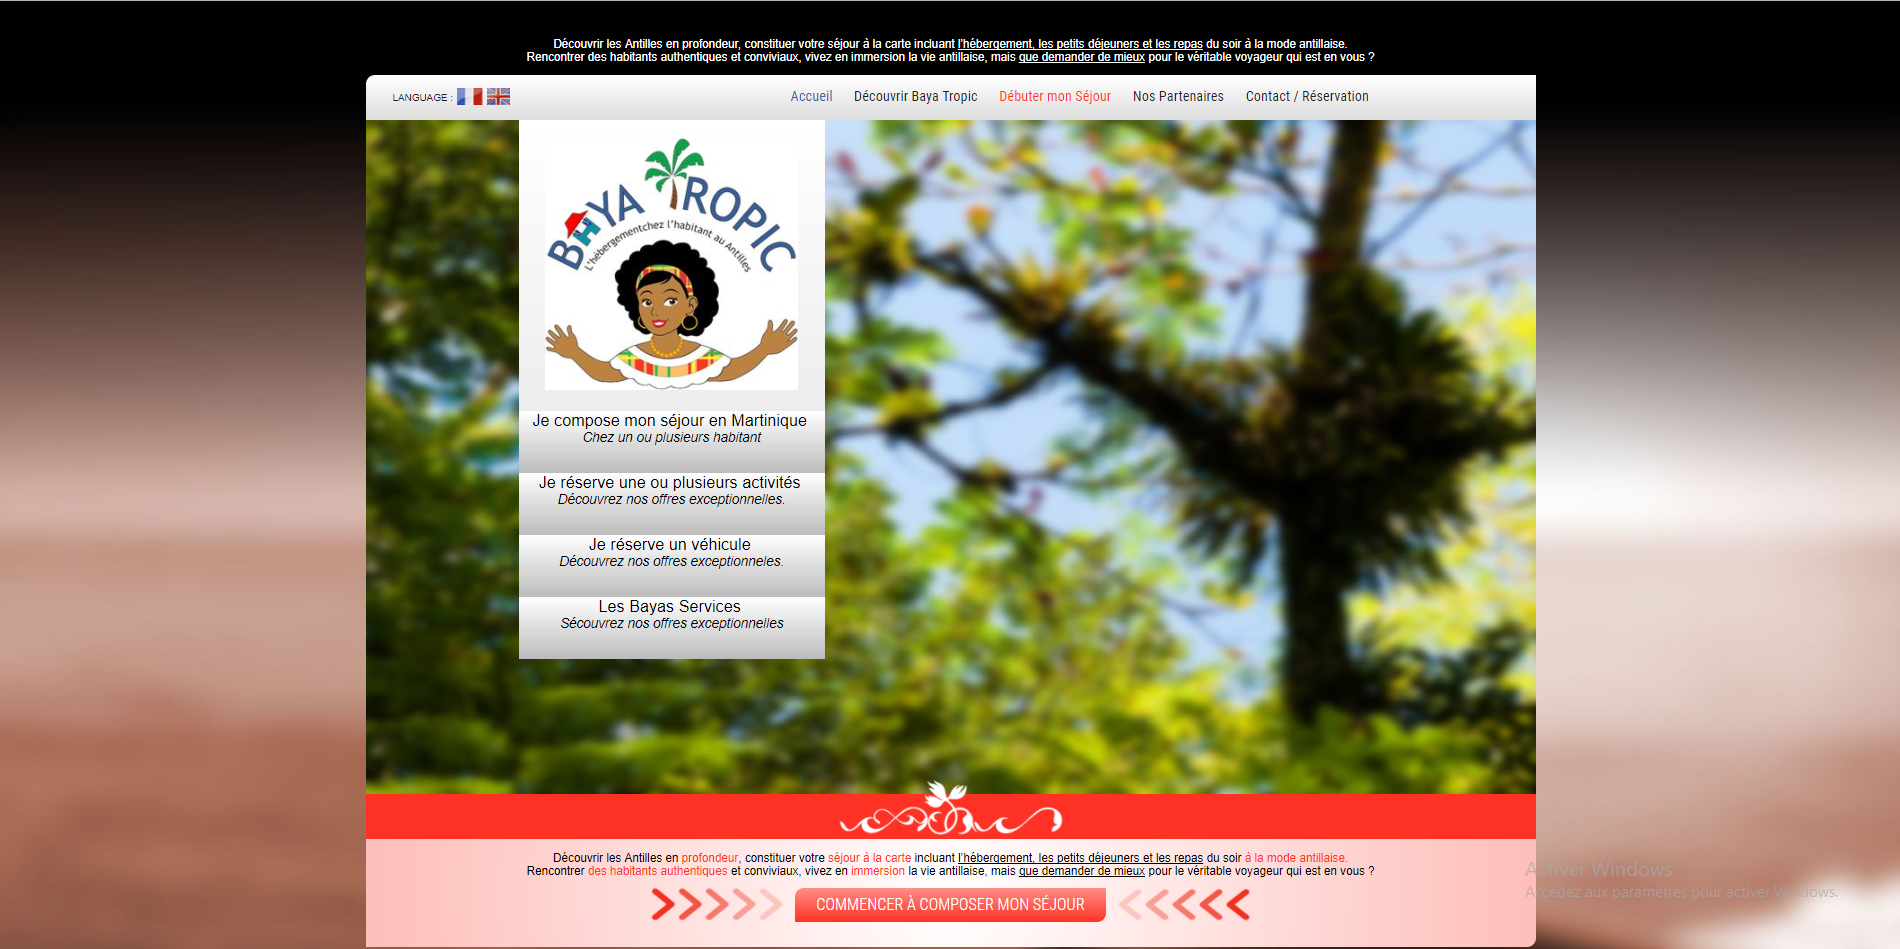 Découvrir les Antilles en profondeur, constituer votre séjour à la carte incluant l'hébergement, les petits déjeuners et les repas du soir à la mode antillaise.
Rencontrer des habitants authentiques et conviviaux, vivez en immersion la vie antillaise, mais que demander de mieux pour le véritable voyageur qui est en vous ?
LANGUAGE :
Accueil Découvrir Baya Tropic Débuter mon Séjour Nos Partenaires Contact / Réservation
BAYA TROPIC
L'hébergementchez l'habitant au Antilles
Je compose mon séjour en Martinique
Chez un ou plusieurs habitant
Je réserve une ou plusieurs activités
Découvrez nos offres exceptionnelles.
Je réserve un véhicule
Découvrez nos offres exceptionneles.
Les Bayas Services
Sécouvrez nos offres exceptionnelles
Découvrir les Antilles en profondeur, constituer votre séjour à la carte incluant l'hébergement, les petits déjeuners et les repas du soir à la mode antillaise.
Rencontrer des habitants authentiques et conviviaux, vivez en immersion la vie antillaise, mais que demander de mieux pour le véritable voyageur qui est en vous ?
COMMENCER À COMPOSER MON SÉJOUR
Activer Windows
Accédez aux paramètres pour activer Windows.